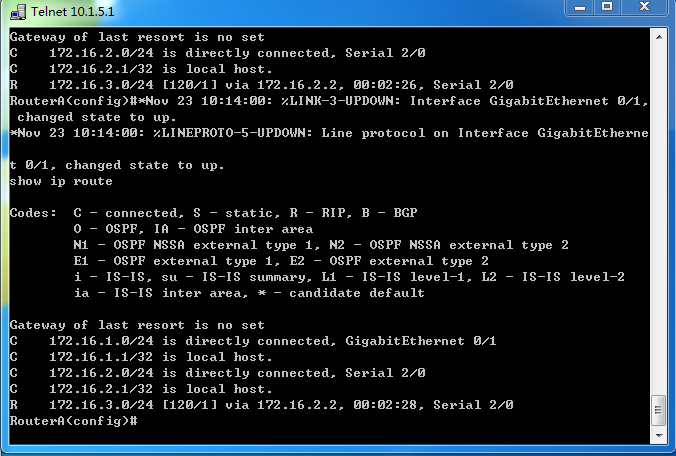 Telnet 10.1.5.1
Gateway of last resort is no set
C    172.16.2.0/24 is directly connected, Serial 2/0
C    172.16.2.1/32 is local host.
R    172.16.3.0/24 [120/1] via 172.16.2.2, 00:02:26, Serial 2/0
RouterA(config)#*Nov 23 10:14:00: %LINK-3-UPDOWN: Interface GigabitEthernet 0/1,
 changed state to up.
*Nov 23 10:14:00: %LINEPROTO-5-UPDOWN: Line protocol on Interface GigabitEtherne
t 0/1, changed state to up.
show ip route
Codes:  C - connected, S - static, R - RIP, B - BGP
        O - OSPF, IA - OSPF inter area
        N1 - OSPF NSSA external type 1, N2 - OSPF NSSA external type 2
        E1 - OSPF external type 1, E2 - OSPF external type 2
        i - IS-IS, su - IS-IS summary, L1 - IS-IS level-1, L2 - IS-IS level-2
        ia - IS-IS inter area, * - candidate default
Gateway of last resort is no set
C    172.16.1.0/24 is directly connected, GigabitEthernet 0/1
C    172.16.1.1/32 is local host.
C    172.16.2.0/24 is directly connected, Serial 2/0
C    172.16.2.1/32 is local host.
R    172.16.3.0/24 [120/1] via 172.16.2.2, 00:02:28, Serial 2/0
RouterA(config)#